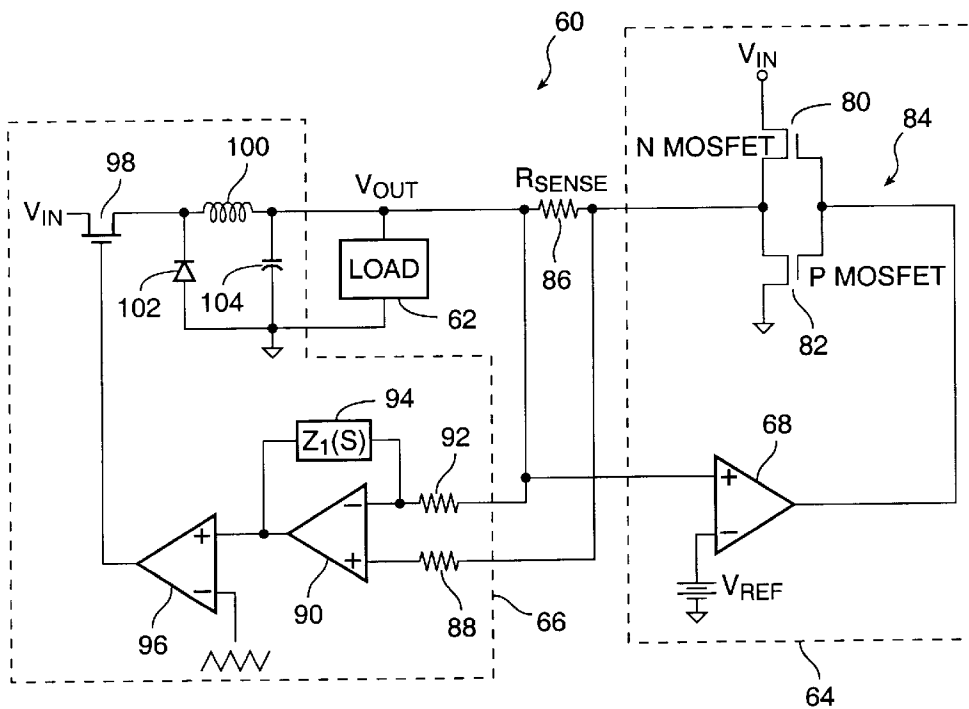 60
V_IN
80
84
N MOSFET
98
100
V_OUT
R_SENSE
V_IN
102
104
LOAD
62
86
P MOSFET
82
94
Z₁(S)
92
68
+
−
−
+
+
−
90
88
66
V_REF
96
64